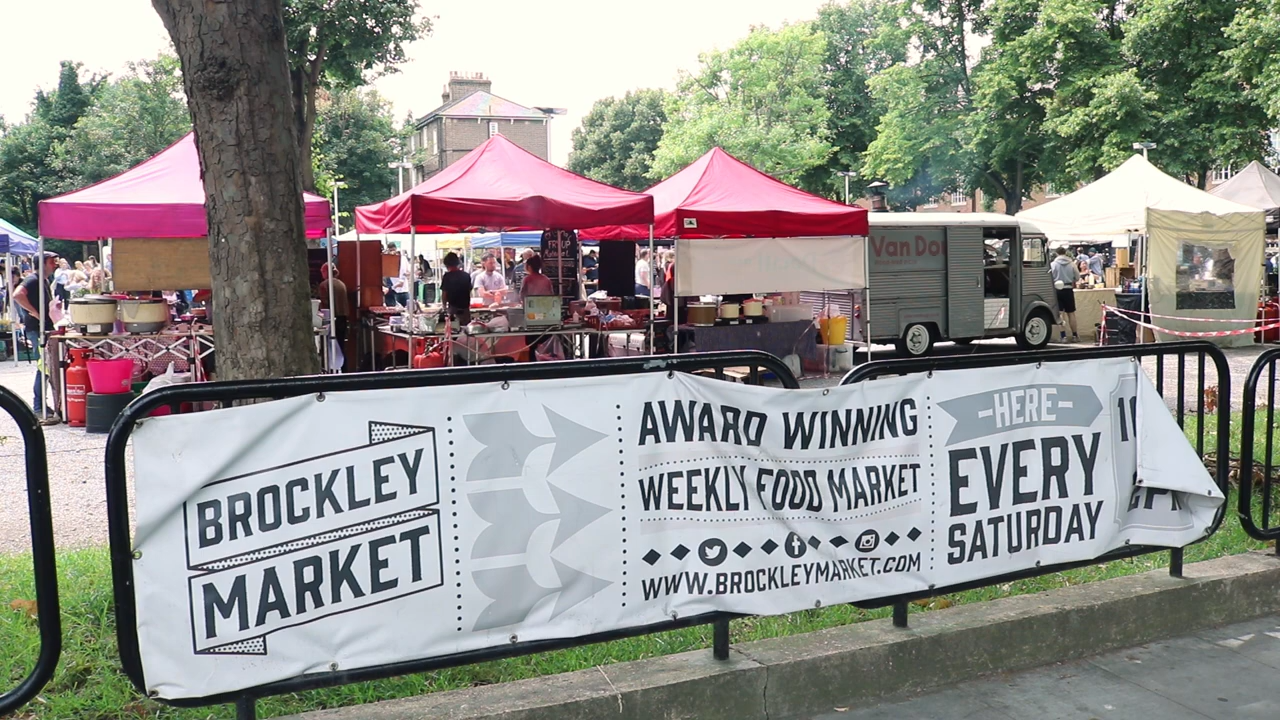 BROCKLEY
MARKET
AWARD WINNING
WEEKLY FOOD MARKET
WWW.BROCKLEYMARKET.COM
-HERE-
EVERY
SATURDAY
Van Do